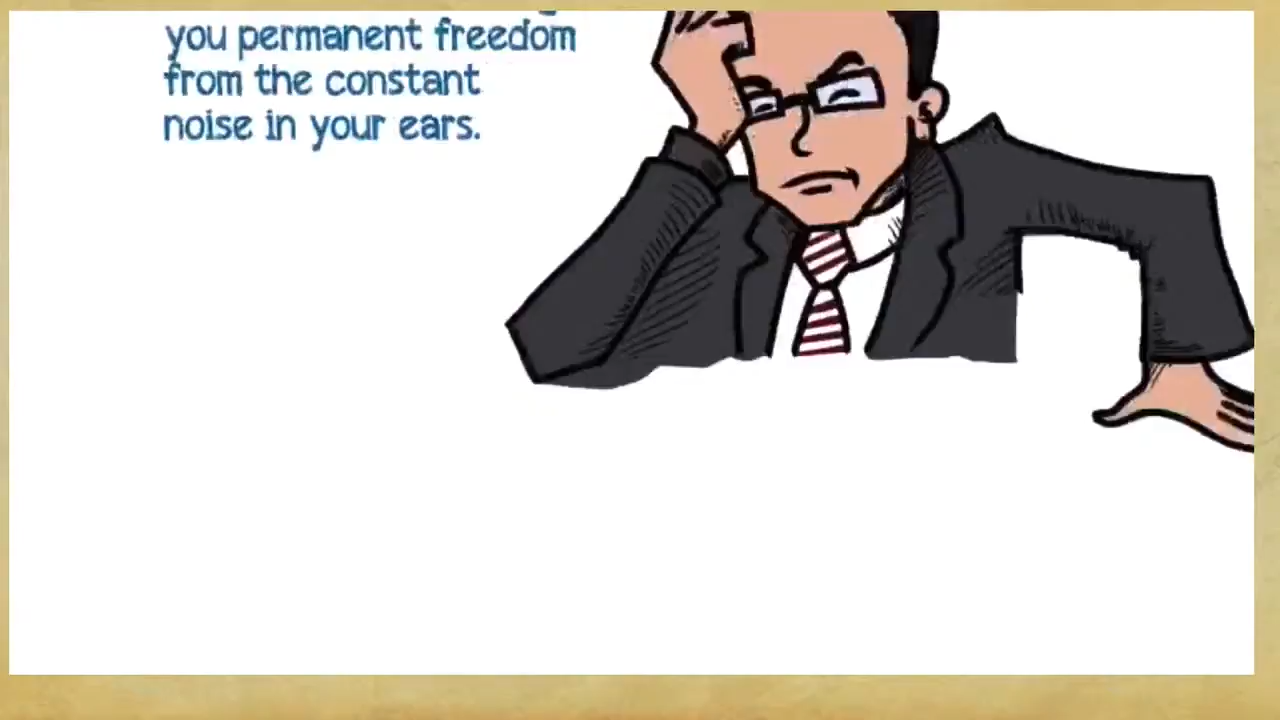 you permanent freedom
from the constant
noise in your ears.